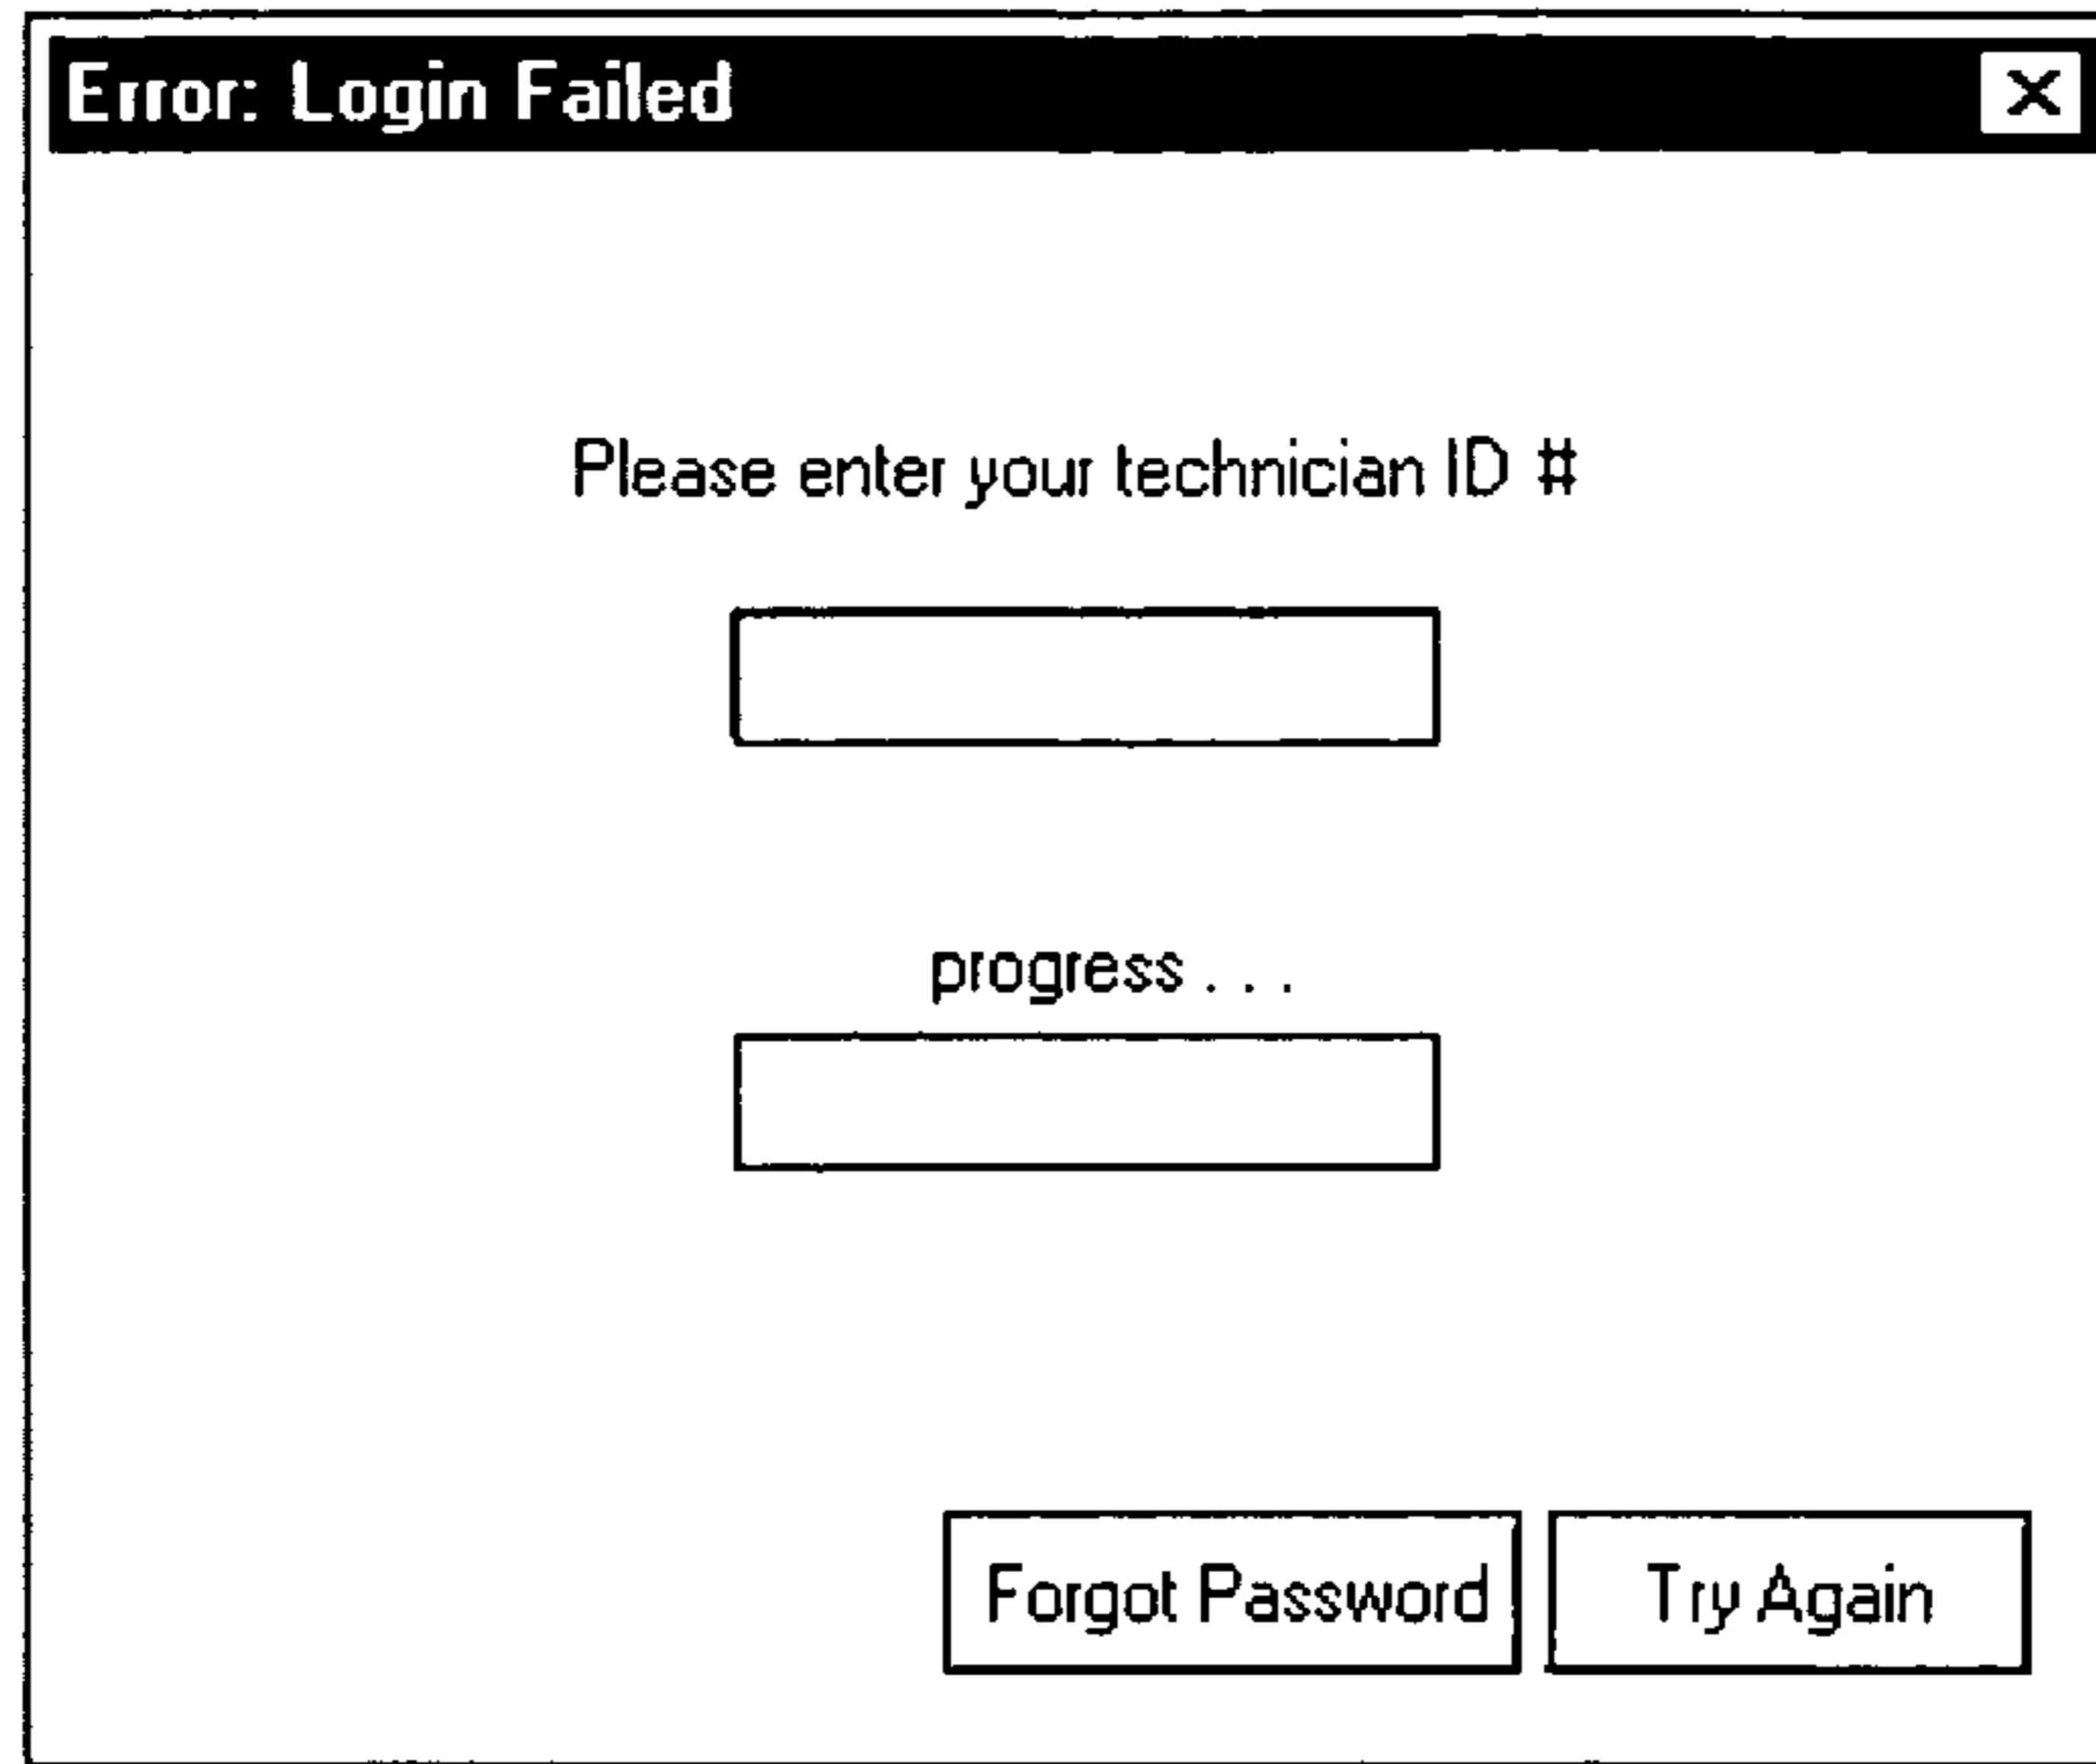 Error: Login Failed
Please enter your technician ID #
progress . . .
Forgot Password
Try Again